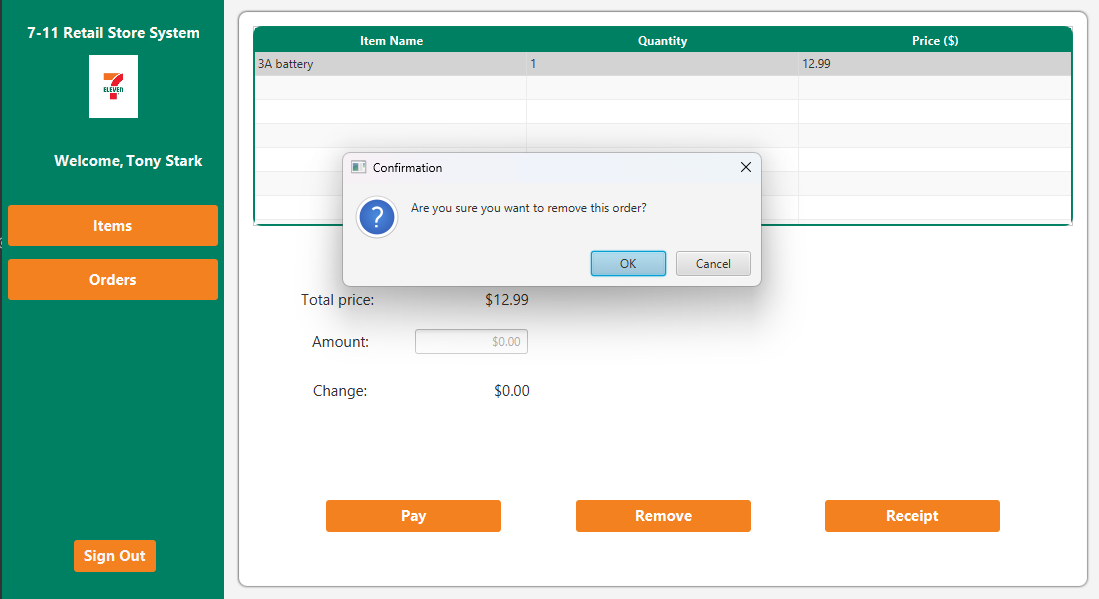 7-11 Retail Store System
7
ELEVEN
Welcome, Tony Stark
Items
Orders
Sign Out
Item Name Quantity Price ($)
3A battery 1 12.99
Confirmation
?
Are you sure you want to remove this order?
OK Cancel
Total price: $12.99
Amount: $0.00
Change: $0.00
Pay Remove Receipt